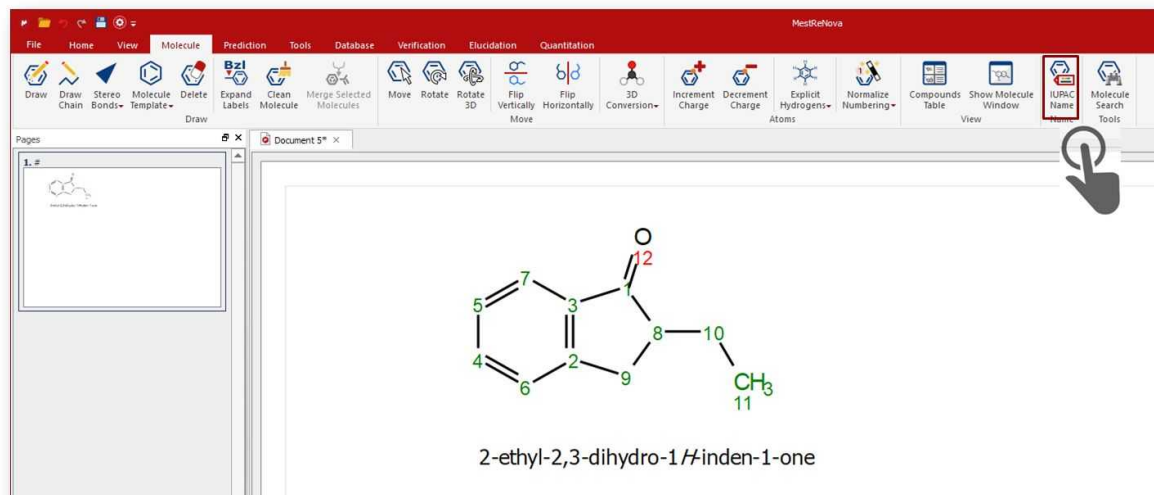 MestReNova
File Home View Molecule Prediction Tools Database Verification Elucidation Quantitation
Bzl
Draw Draw Chain Stereo Bonds Molecule Template Delete Expand Labels Clean Molecule Merge Selected Molecules Move Rotate Rotate 3D Flip Vertically Flip Horizontally 3D Conversion Increment Charge Decrement Charge Explicit Hydrogens Normalize Numbering Compounds Table Show Molecule Window IUPAC Name Molecule Search
Draw Move Atoms View Name Tools
Pages Document 5*
1. #
O
12
7 1
5 3
8 10
4 2
6 9 CH3
11
2-ethyl-2,3-dihydro-1H-inden-1-one